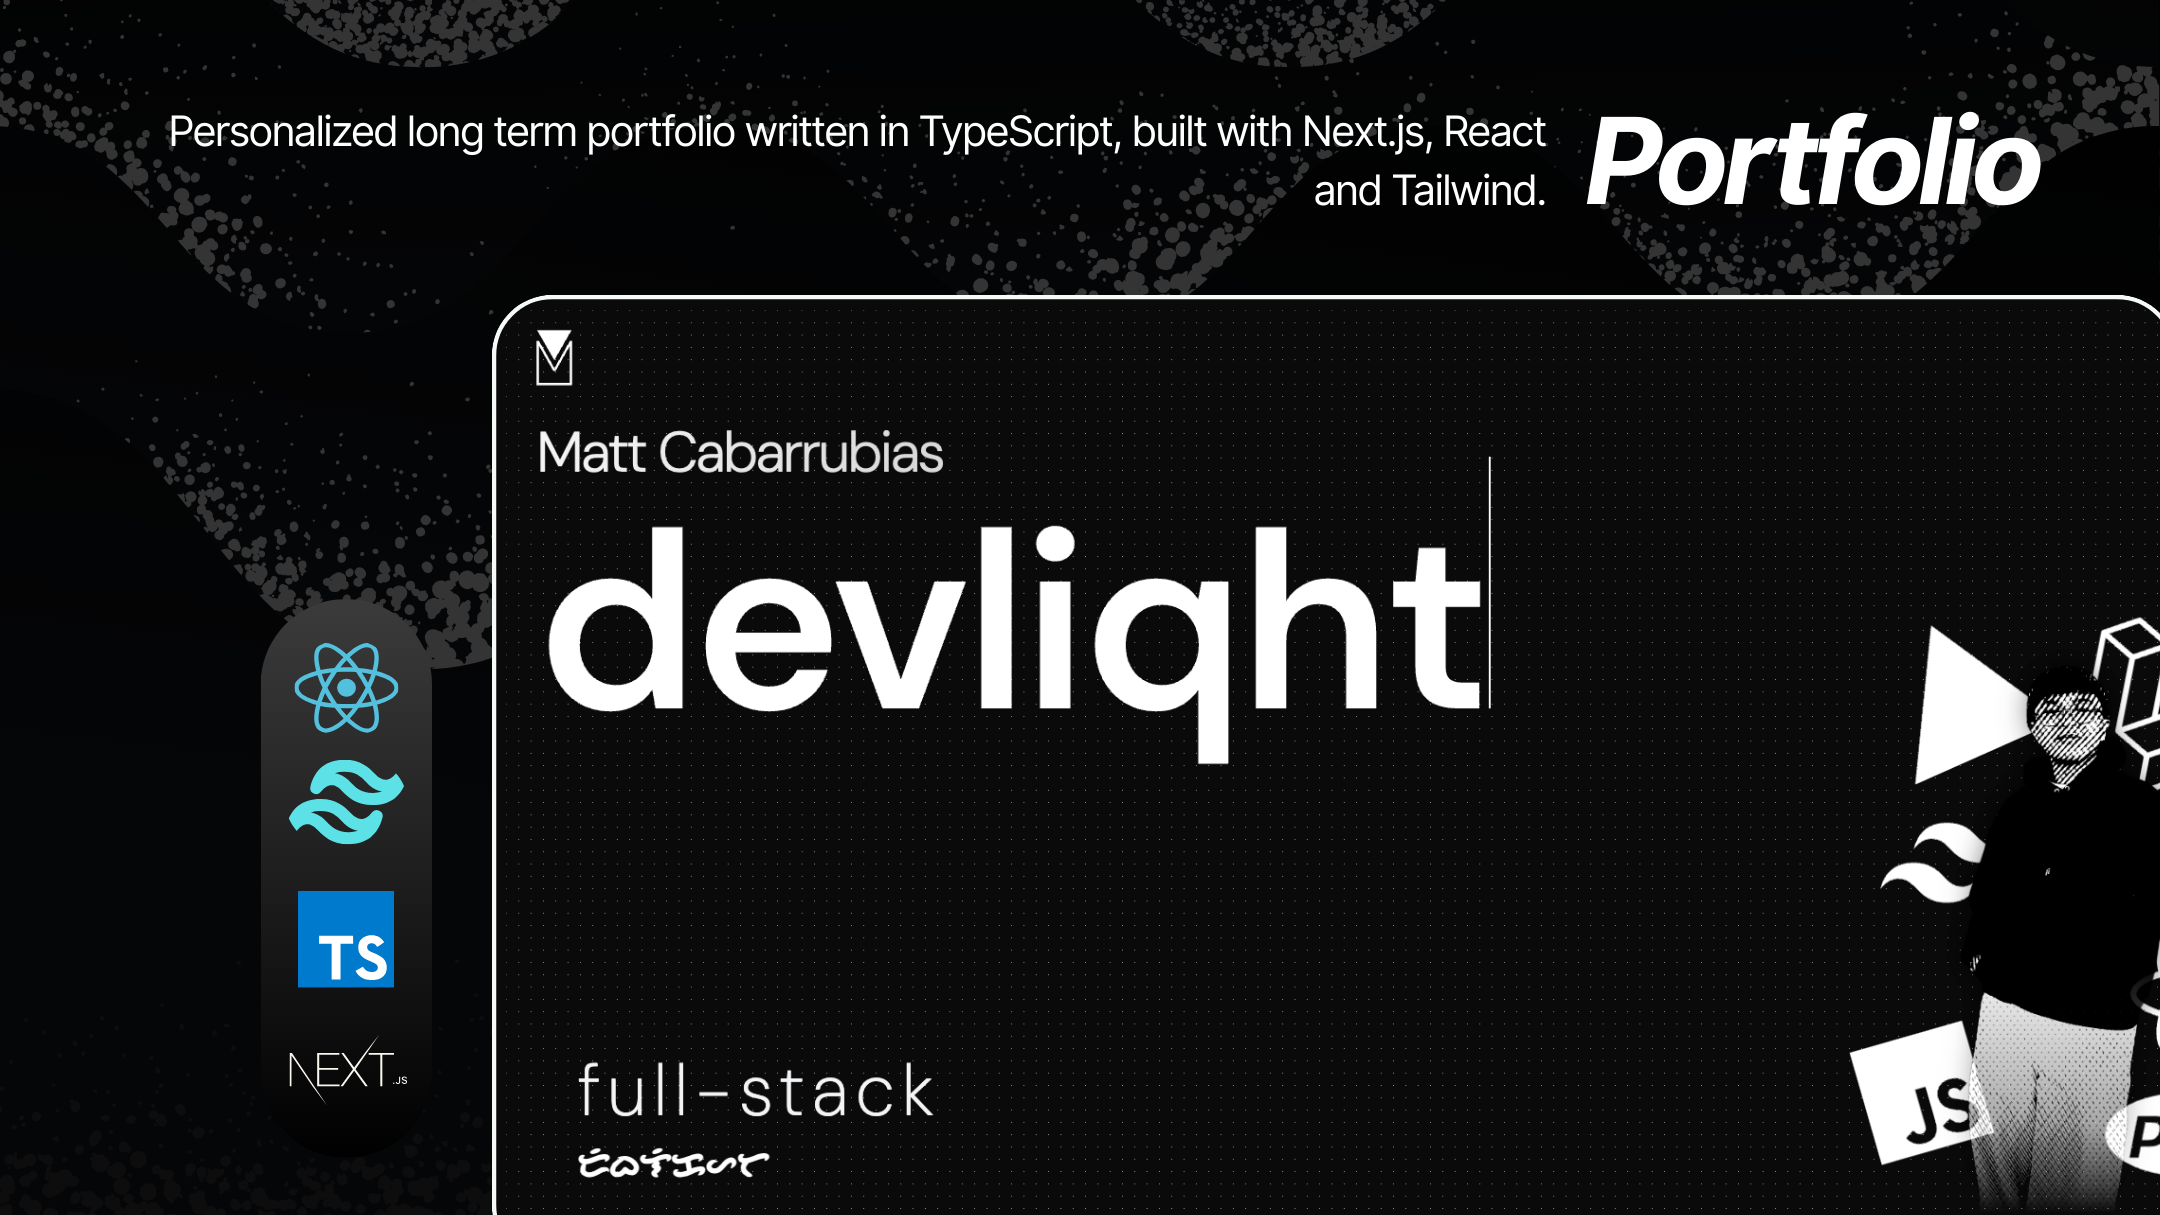 Personalized long term portfolio written in TypeScript, built with Next.js, React
and Tailwind.
Portfolio
Matt Cabarrubias
devliqht
TS
NEXT.JS
full-stack
JS